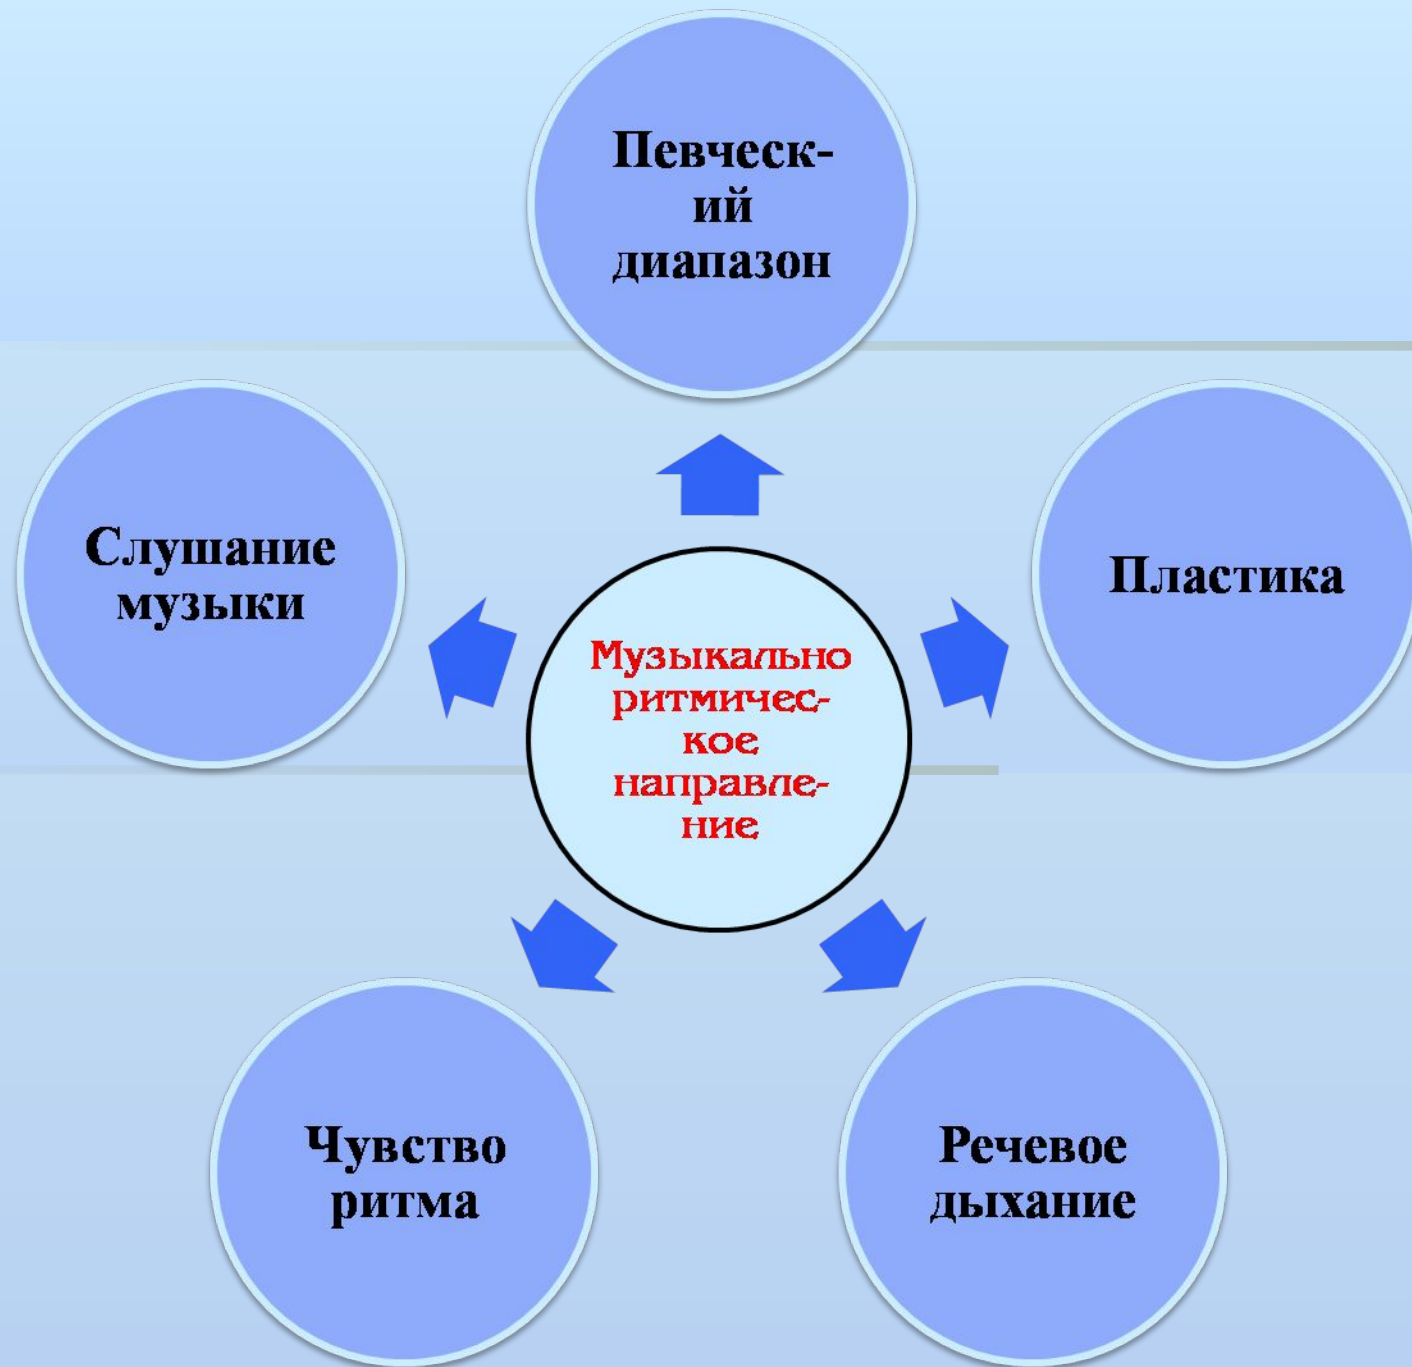 Певческ-
ий
диапазон
Слушание
музыки
Пластика
Музыкально
ритмичес-
кое
направле-
ние
Чувство
ритма
Речевое
дыхание